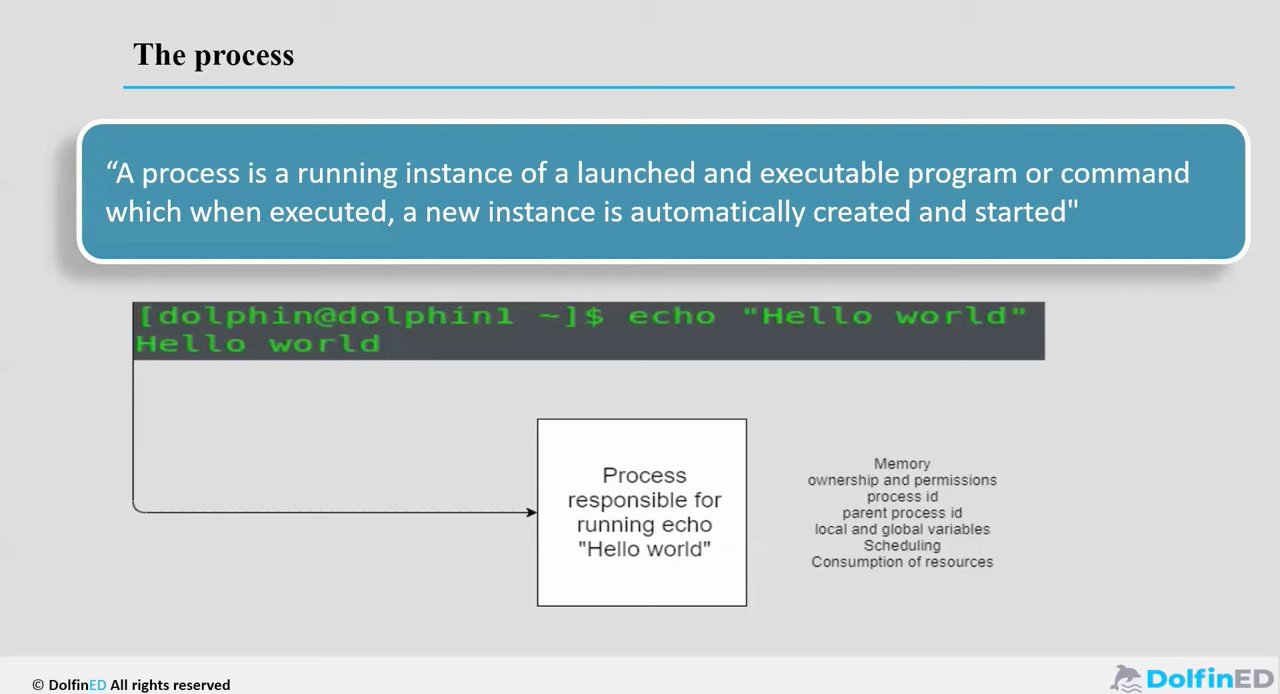 The process
“A process is a running instance of a launched and executable program or command
which when executed, a new instance is automatically created and started"
[dolphin@dolphin1 ~]$ echo "Hello world"
Hello world
Process
responsible for
running echo
"Hello world"
Memory
ownership and permissions
process id
parent process id
local and global variables
Scheduling
Consumption of resources
© DolfinED All rights reserved
DolfinED